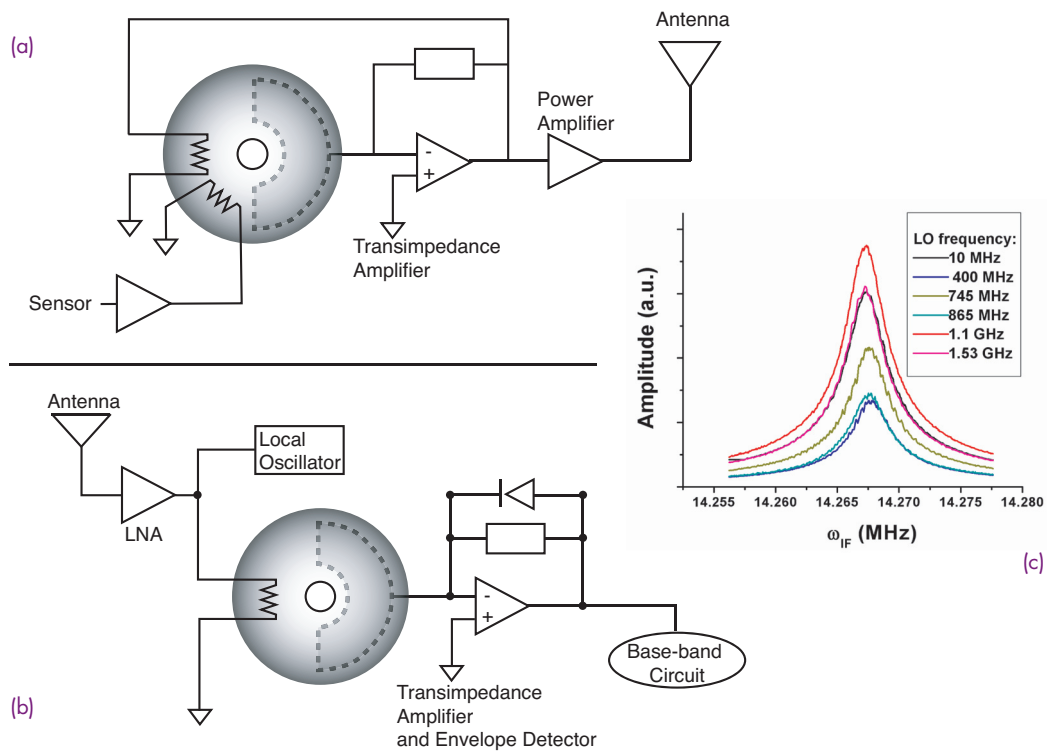 (a)
Antenna
Power
Amplifier
-
+
Transimpedance
Amplifier
Sensor
Antenna
Local
Oscillator
LNA
-
+
Base-band
Circuit
Transimpedance
Amplifier
and Envelope Detector
(b)
LO frequency:
10 MHz
400 MHz
745 MHz
865 MHz
1.1 GHz
1.53 GHz
Amplitude (a.u.)
14.255 14.260 14.265 14.270 14.275 14.280
ωIF (MHz)
(c)